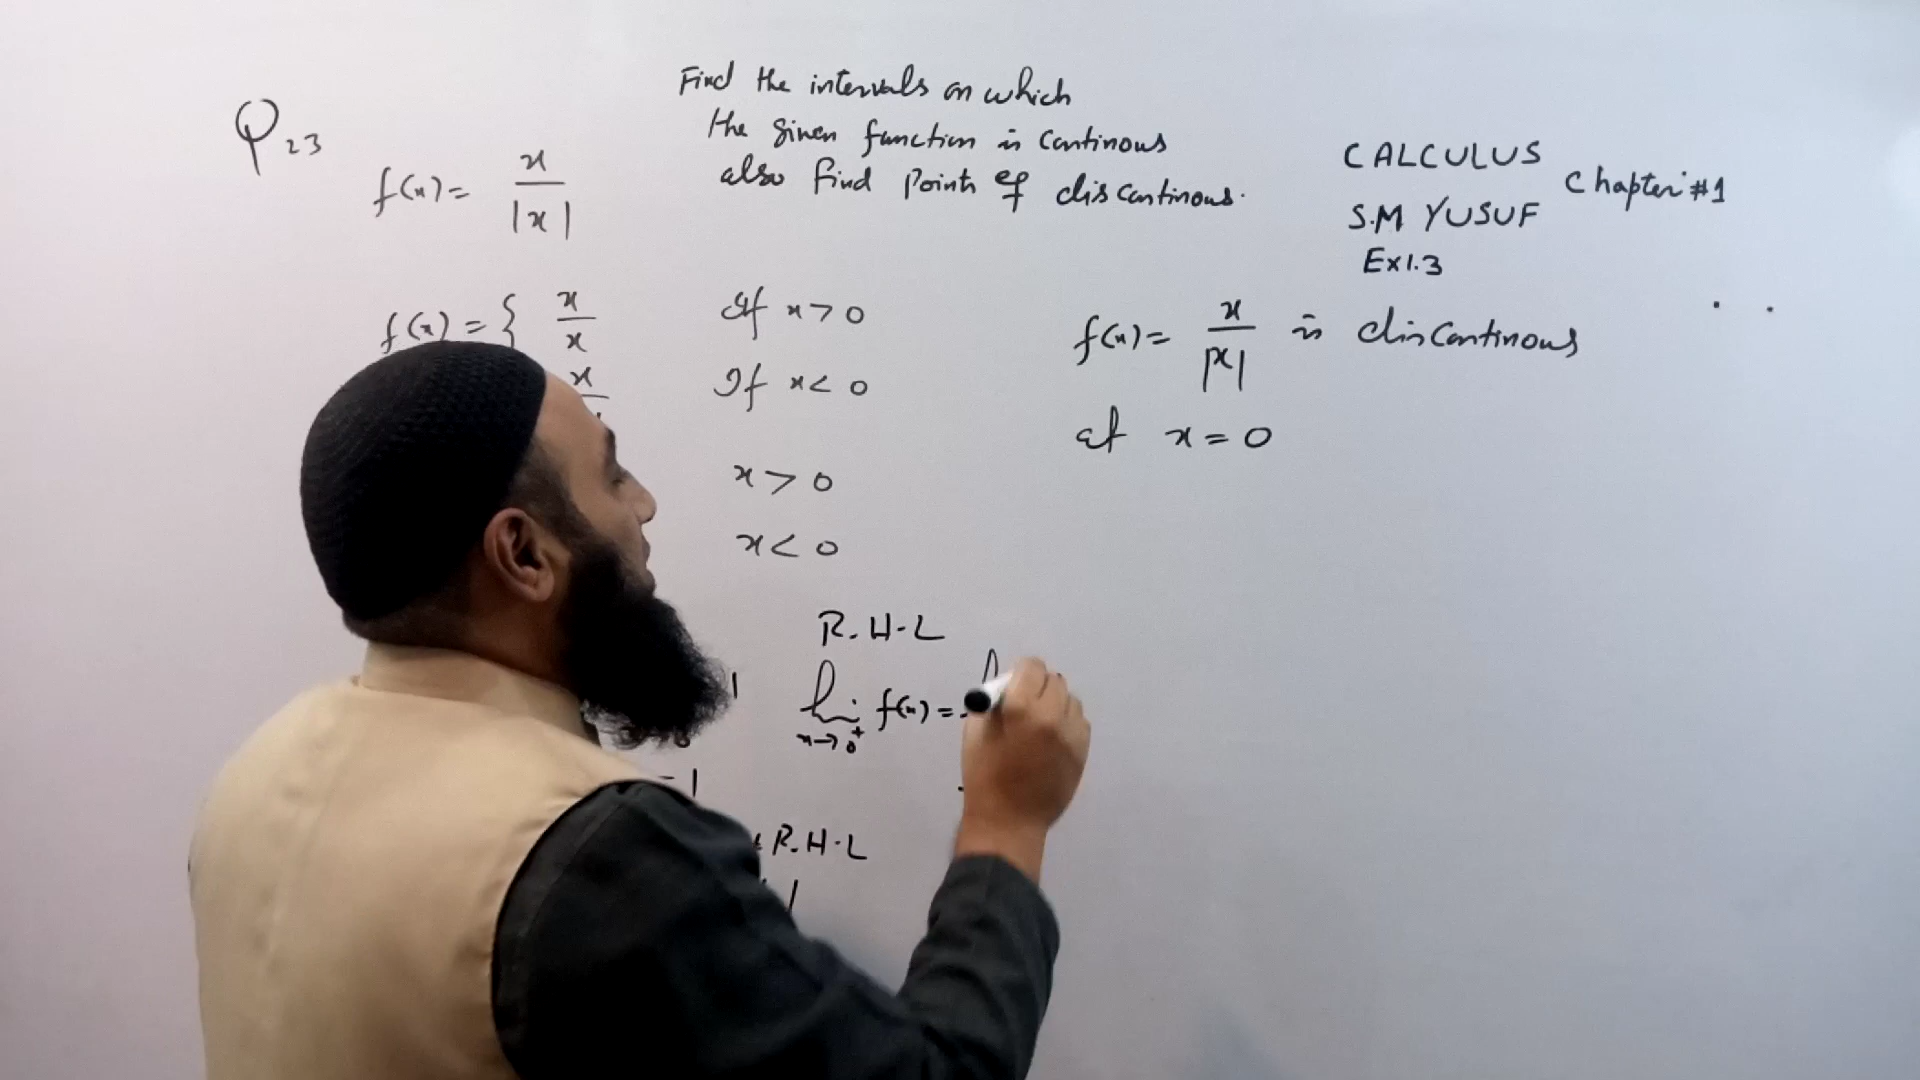 Q23
Find the intervals on which
the given function is continous
also find points of discontinous.
f(x) = x / |x|
CALCULUS
S.M YUSUF
Ex1.3
Chapter #1
f(x) = { x / x If x > 0
x If x < 0
x > 0
x < 0
f(x) = x / |x| is discontinous
at x = 0
R.H.L
lim x→0+ f(x) =
= 1
R.H.L